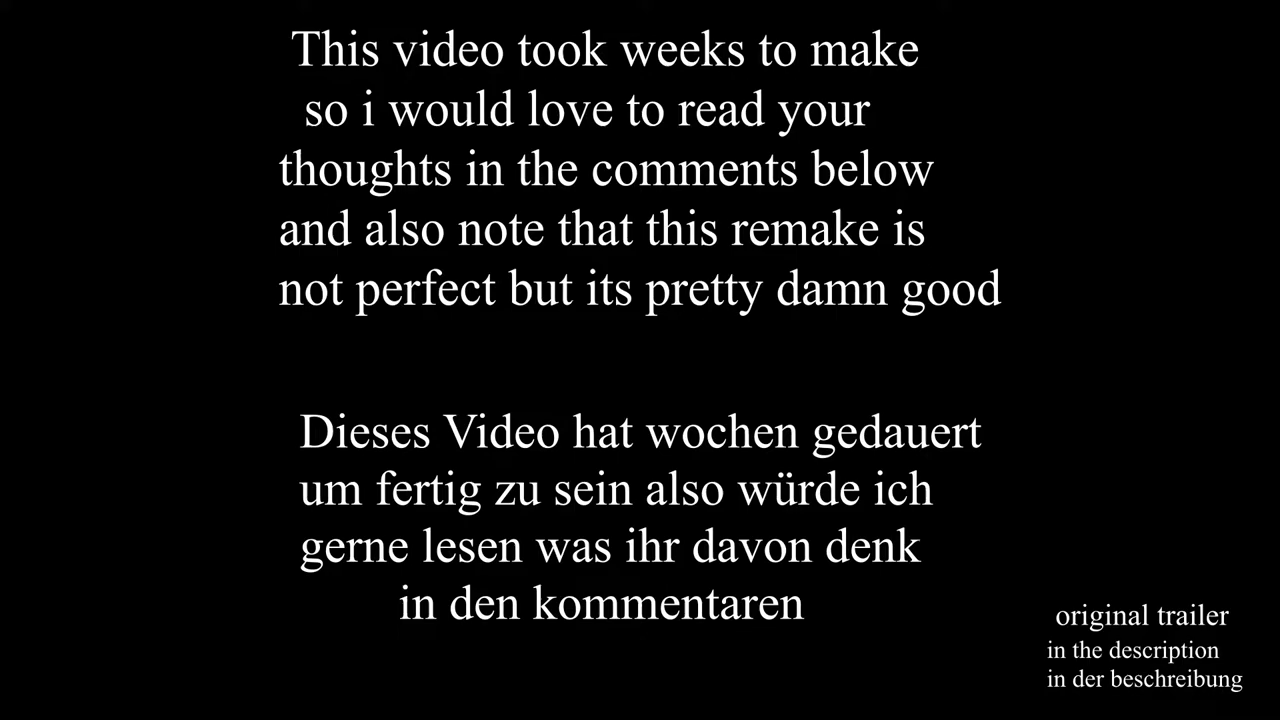 This video took weeks to make
so i would love to read your
thoughts in the comments below
and also note that this remake is
not perfect but its pretty damn good
Dieses Video hat wochen gedauert
um fertig zu sein also würde ich
gerne lesen was ihr davon denk
in den kommentaren
original trailer
in the description
in der beschreibung